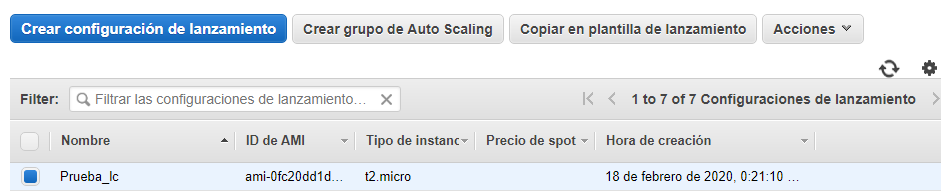 Crear configuración de lanzamiento Crear grupo de Auto Scaling Copiar en plantilla de lanzamiento Acciones
Filter: Filtrar las configuraciones de lanzamiento… 1 to 7 of 7 Configuraciones de lanzamiento
Nombre ID de AMI Tipo de instanc Precio de spot Hora de creación
Prueba_lc ami-0fc20dd1d… t2.micro 18 de febrero de 2020, 0:21:10 …